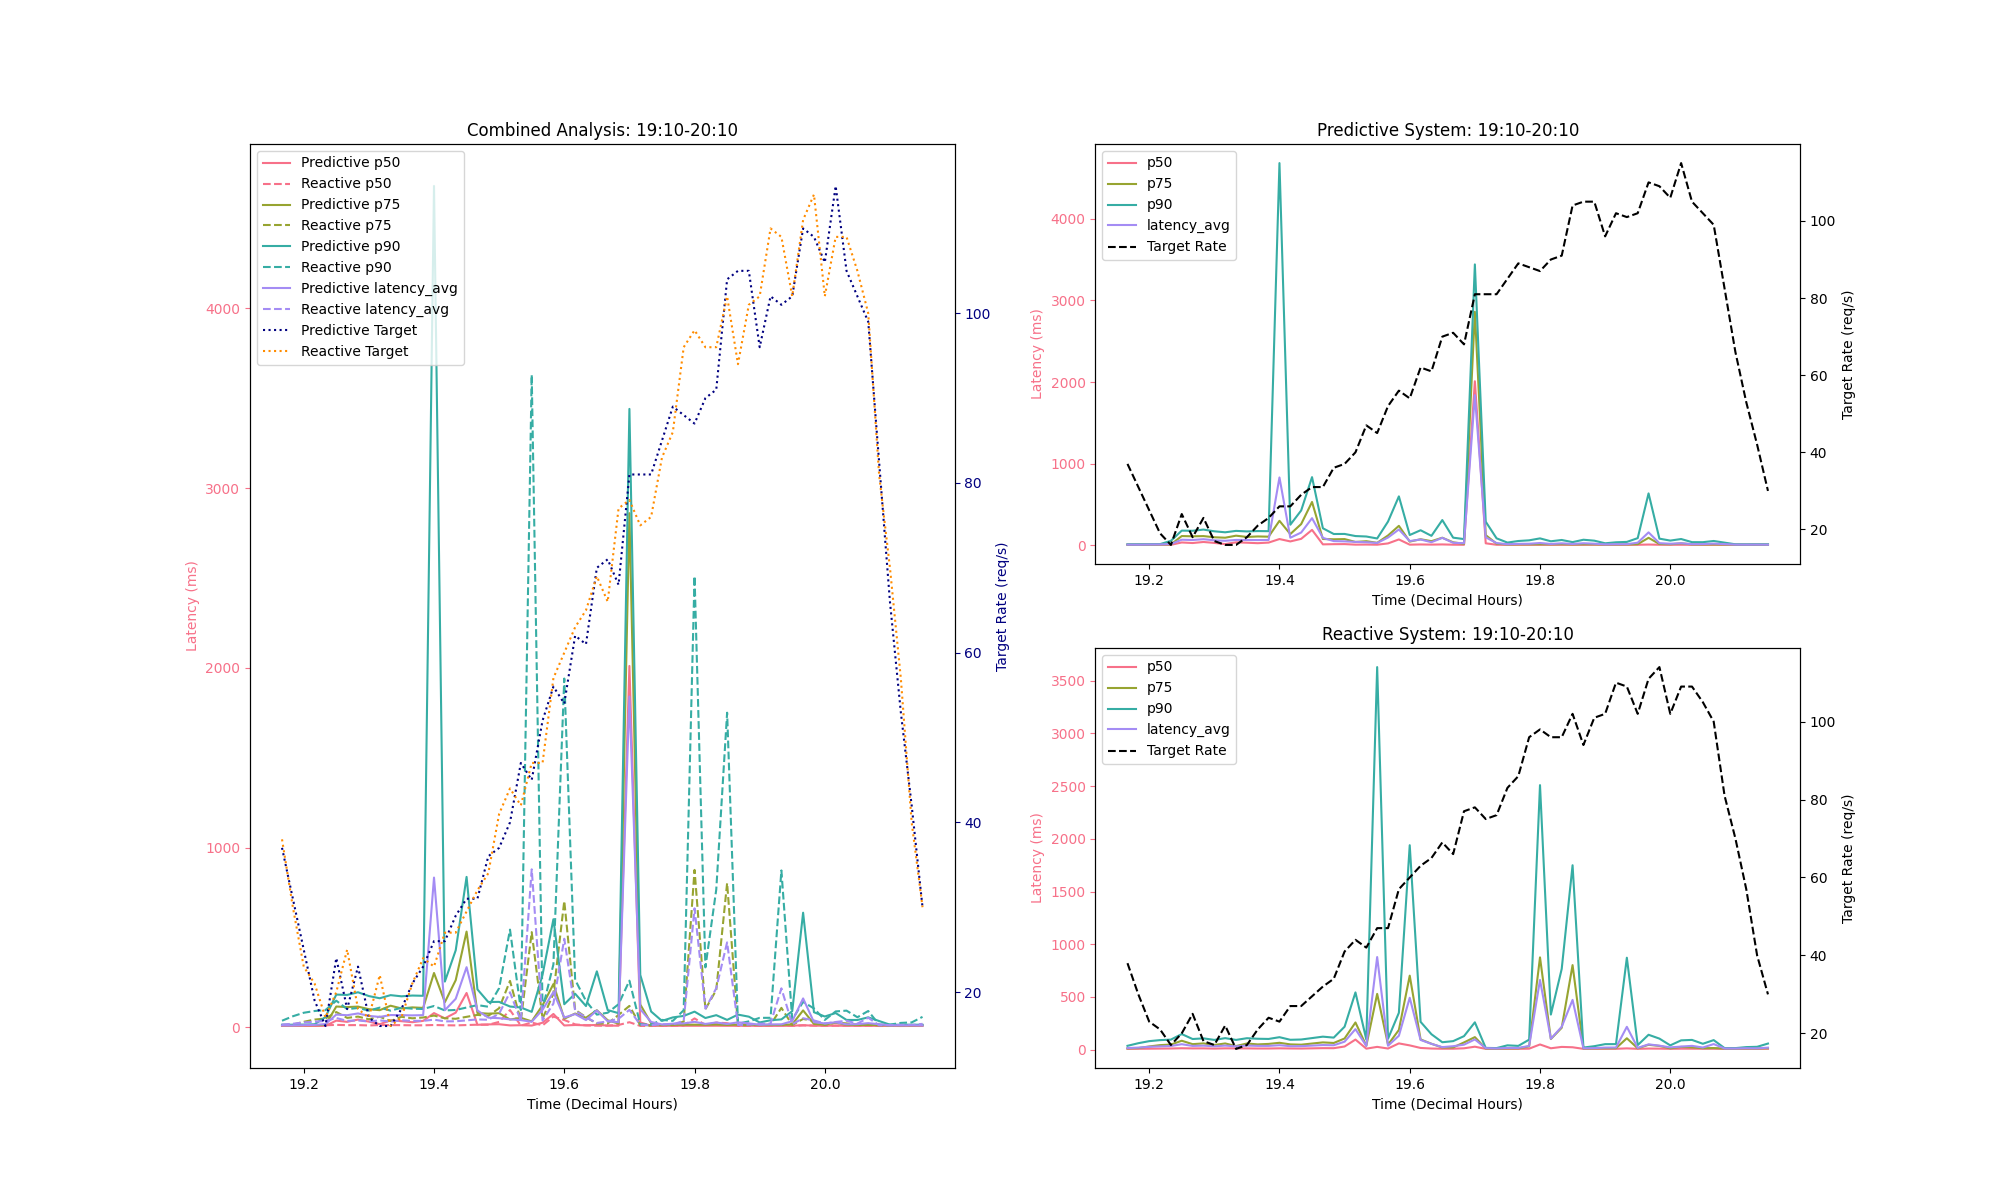 Combined Analysis: 19:10-20:10
Predictive p50
Reactive p50
Predictive p75
Reactive p75
Predictive p90
Reactive p90
Predictive latency_avg
Reactive latency_avg
Predictive Target
Reactive Target
4000
3000
2000
1000
0
Latency (ms)
100
80
60
40
20
Target Rate (req/s)
19.2 19.4 19.6 19.8 20.0
Time (Decimal Hours)
Predictive System: 19:10-20:10
p50
p75
p90
latency_avg
Target Rate
4000
3000
2000
1000
0
Latency (ms)
100
80
60
40
20
Target Rate (req/s)
19.2 19.4 19.6 19.8 20.0
Time (Decimal Hours)
Reactive System: 19:10-20:10
p50
p75
p90
latency_avg
Target Rate
3500
3000
2500
2000
1500
1000
500
0
Latency (ms)
100
80
60
40
20
Target Rate (req/s)
19.2 19.4 19.6 19.8 20.0
Time (Decimal Hours)